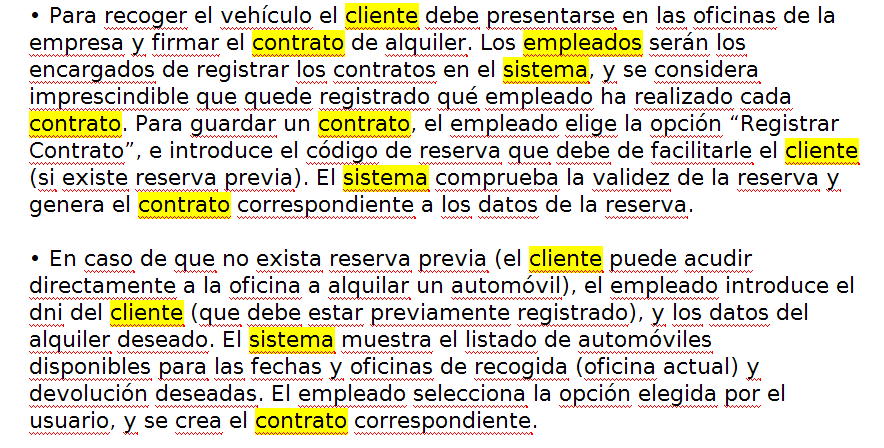 • Para recoger el vehículo el cliente debe presentarse en las oficinas de la
empresa y firmar el contrato de alquiler. Los empleados serán los
encargados de registrar los contratos en el sistema, y se considera
imprescindible que quede registrado qué empleado ha realizado cada
contrato. Para guardar un contrato, el empleado elige la opción “Registrar
Contrato”, e introduce el código de reserva que debe de facilitarle el cliente
(si existe reserva previa). El sistema comprueba la validez de la reserva y
genera el contrato correspondiente a los datos de la reserva.
• En caso de que no exista reserva previa (el cliente puede acudir
directamente a la oficina a alquilar un automóvil), el empleado introduce el
dni del cliente (que debe estar previamente registrado), y los datos del
alquiler deseado. El sistema muestra el listado de automóviles
disponibles para las fechas y oficinas de recogida (oficina actual) y
devolución deseadas. El empleado selecciona la opción elegida por el
usuario, y se crea el contrato correspondiente.